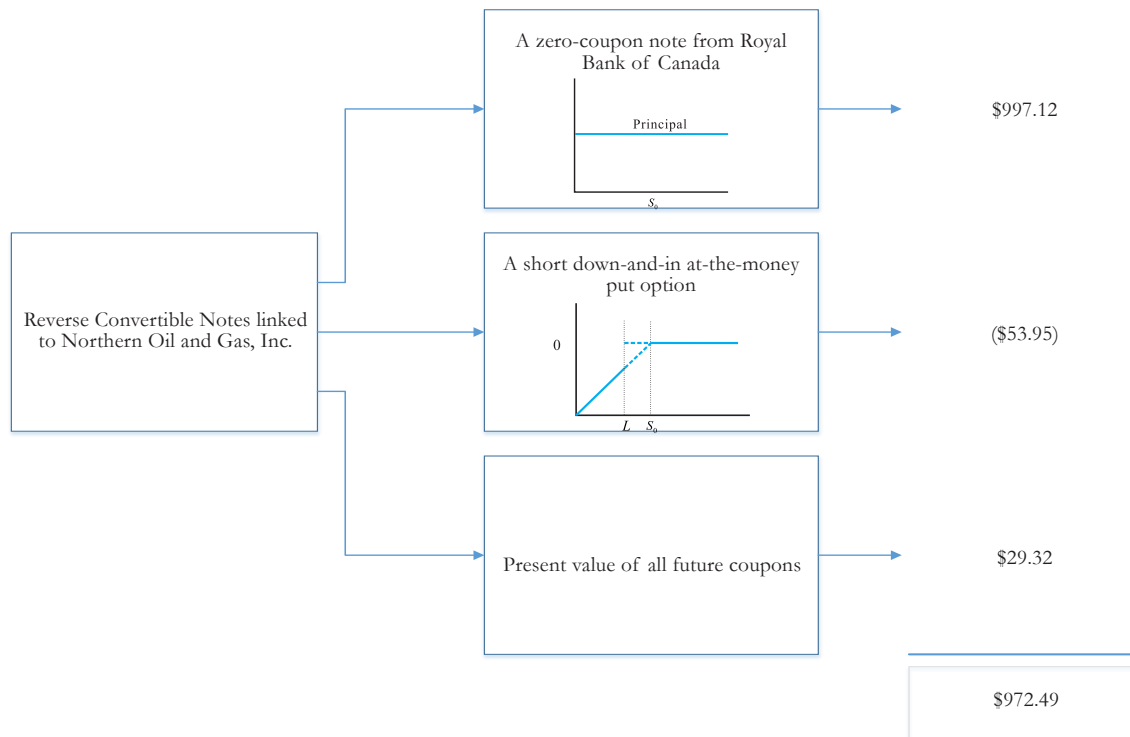 A zero-coupon note from Royal
Bank of Canada
Principal
S₀
$997.12
Reverse Convertible Notes linked
to Northern Oil and Gas, Inc.
A short down-and-in at-the-money
put option
0
L S₀
($53.95)
Present value of all future coupons
$29.32
$972.49